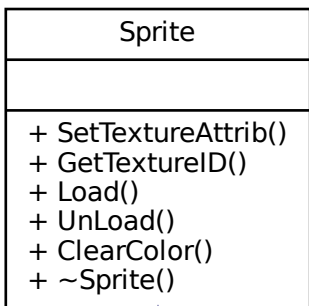 Sprite
+ SetTextureAttrib()
+ GetTextureID()
+ Load()
+ UnLoad()
+ ClearColor()
+ ~Sprite()